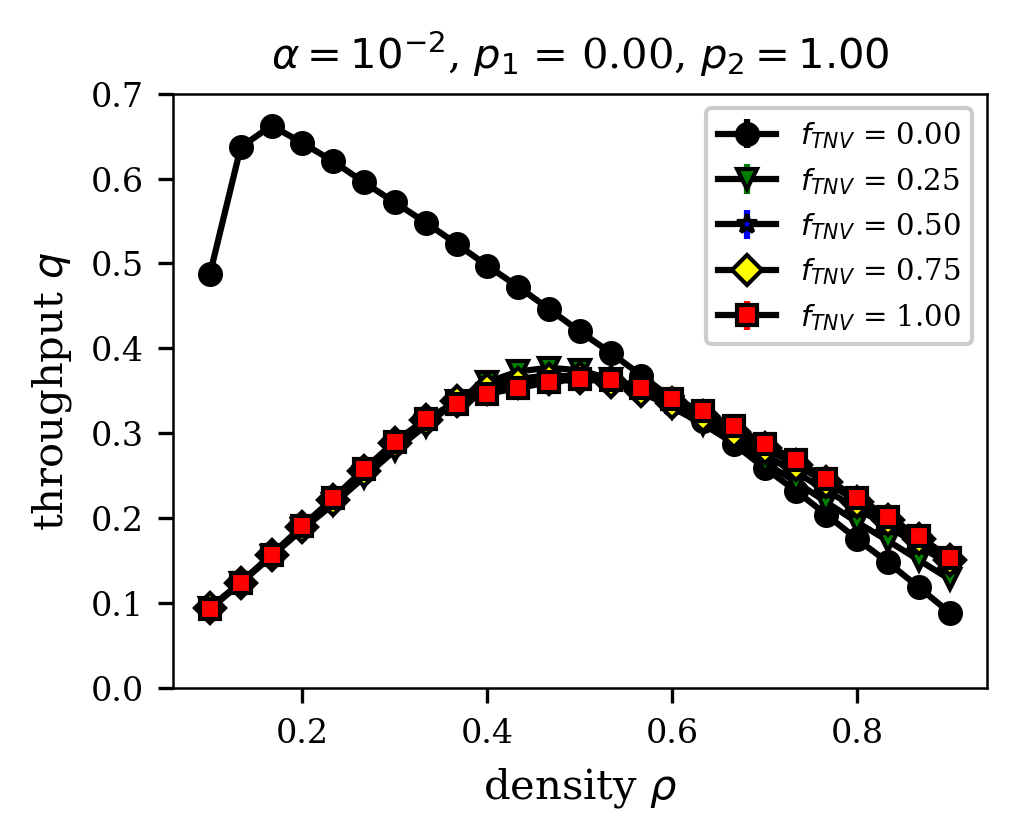 α = 10⁻², p₁ = 0.00, p₂ = 1.00
0.7
0.6
0.5
0.4
0.3
0.2
0.1
0.0
throughput q
f_TNV = 0.00
f_TNV = 0.25
f_TNV = 0.50
f_TNV = 0.75
f_TNV = 1.00
0.2 0.4 0.6 0.8
density ρ